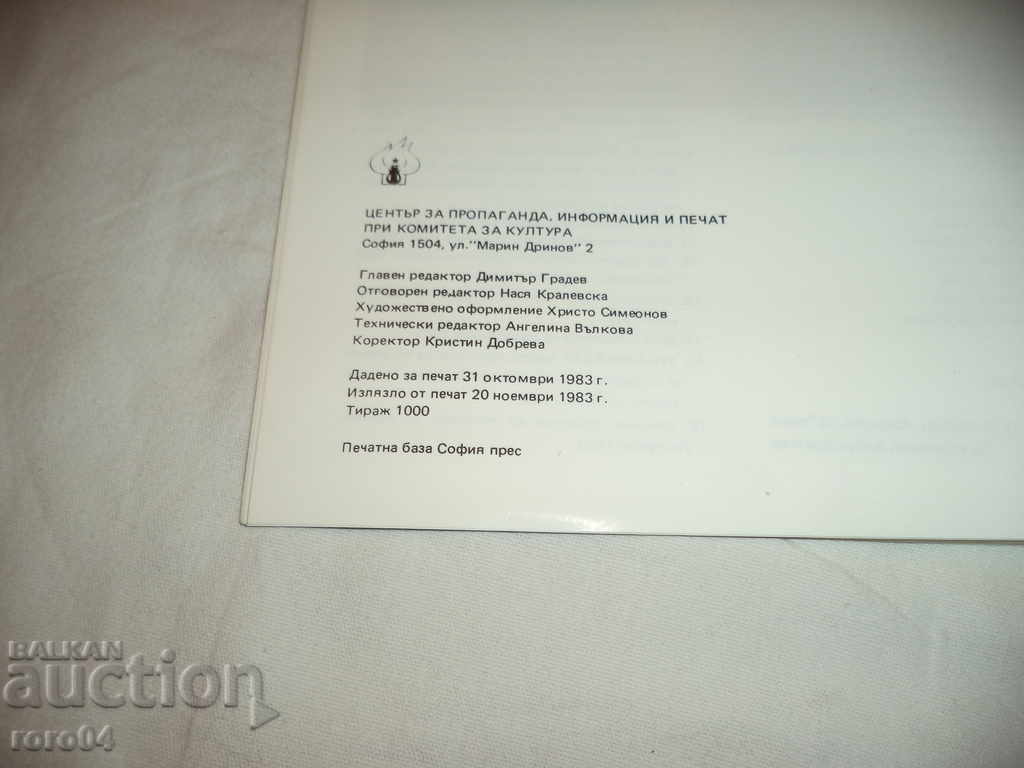 ЦЕНТЪР ЗА ПРОПАГАНДА, ИНФОРМАЦИЯ И ПЕЧАТ
ПРИ КОМИТЕТА ЗА КУЛТУРА
София 1504, ул."Марин Дринов" 2
Главен редактор Димитър Градев
Отговорен редактор Нася Кралевска
Художествено оформление Христо Симеонов
Технически редактор Ангелина Вълкова
Коректор Кристин Добрева
Дадено за печат 31 октомври 1983 г.
Излязло от печат 20 ноември 1983 г.
Тираж 1000
Печатна база София прес
BALKAN
auction
roro04